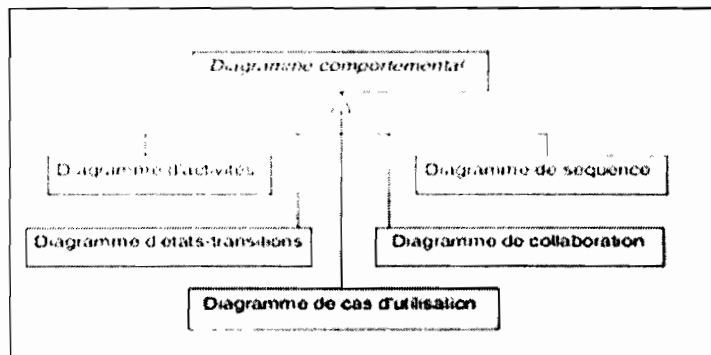 Diagramme comportemental
Diagramme d'activités
Diagramme de séquence
Diagramme d'états-transitions
Diagramme de collaboration
Diagramme de cas d'utilisation